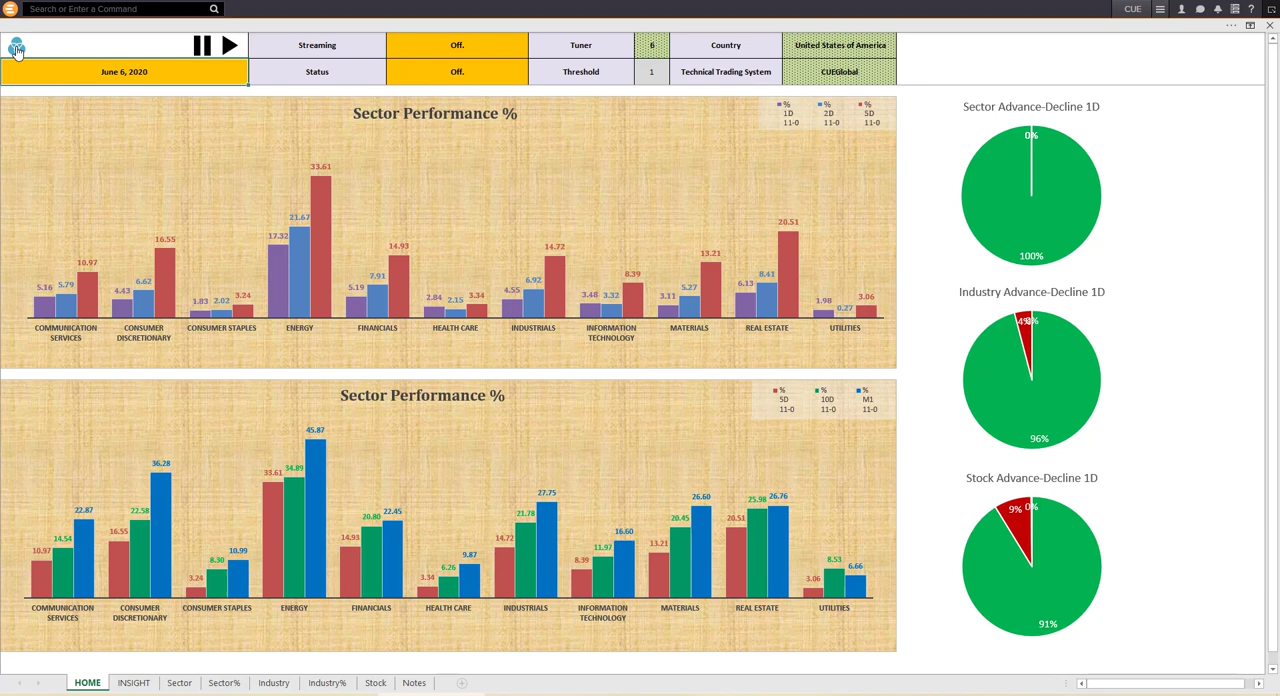 Search or Enter a Command
CUE
?
Streaming
Off.
Tuner
6
Country
United States of America
June 6, 2020
Status
Off.
Threshold
1
Technical Trading System
CUEGlobal
Sector Performance %
% % %
1D 2D 5D
11-0 11-0 11-0
33.61
21.67
17.32
20.51
16.55
14.93
14.72
13.21
10.97
5.16 5.79
4.43 6.62
1.83 2.02 3.24
5.19 7.91
2.84 2.15 3.34
4.55 6.92
3.48 3.32 8.39
3.11 5.27
6.13 8.41
1.98 0.27 3.06
COMMUNICATION
SERVICES
CONSUMER
DISCRETIONARY
CONSUMER STAPLES
ENERGY
FINANCIALS
HEALTH CARE
INDUSTRIALS
INFORMATION
TECHNOLOGY
MATERIALS
REAL ESTATE
UTILITIES
Sector Performance %
% % %
5D 10D M1
11-0 11-0 11-0
10.97 14.54 22.87
16.55 22.58 36.28
3.24 8.30 10.99
33.61 34.89 45.87
14.93 20.80 22.45
3.34 6.26 9.87
14.72 21.78 27.75
8.39 11.97 16.60
13.21 20.45 26.60
20.51 25.98 26.76
3.06 8.53 6.66
COMMUNICATION
SERVICES
CONSUMER
DISCRETIONARY
CONSUMER STAPLES
ENERGY
FINANCIALS
HEALTH CARE
INDUSTRIALS
INFORMATION
TECHNOLOGY
MATERIALS
REAL ESTATE
UTILITIES
Sector Advance-Decline 1D
0%
100%
Industry Advance-Decline 1D
4% 0%
96%
Stock Advance-Decline 1D
9% 0%
91%
HOME INSIGHT Sector Sector% Industry Industry% Stock Notes